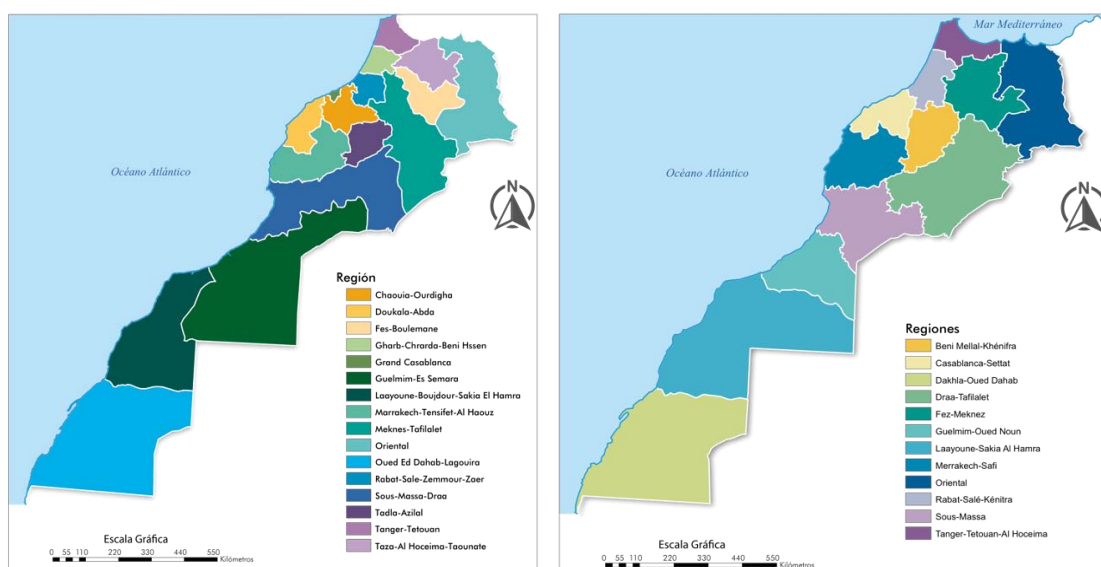 Océano Atlántico
N
Región
Chaouia-Ourdigha
Doukala-Abda
Fes-Boulemane
Gharb-Chrarda-Beni Hssen
Grand Casablanca
Guelmim-Es Semara
Laayoune-Boujdour-Sakia El Hamra
Marrakech-Tensifet-Al Haouz
Meknes-Tafilalet
Oriental
Oued Ed Dahab-Lagouira
Rabat-Sale-Zemmour-Zaer
Sous-Massa-Draa
Tadla-Azilal
Tanger-Tetouan
Taza-Al Hoceima-Taounate
Escala Gráfica
0 55 110 220 330 440 550
Kilómetros
Mar Mediterráneo
Océano Atlántico
N
Regiones
Beni Mellal-Khénifra
Casablanca-Settat
Dakhla-Oued Dahab
Draa-Tafilalet
Fez-Meknez
Guelmim-Oued Noun
Laayoune-Sakia Al Hamra
Merrakech-Safi
Oriental
Rabat-Salé-Kénitra
Sous-Massa
Tanger-Tetouan-Al Hoceima
Escala Gráfica
0 55 110 220 330 440 550
Kilómetros